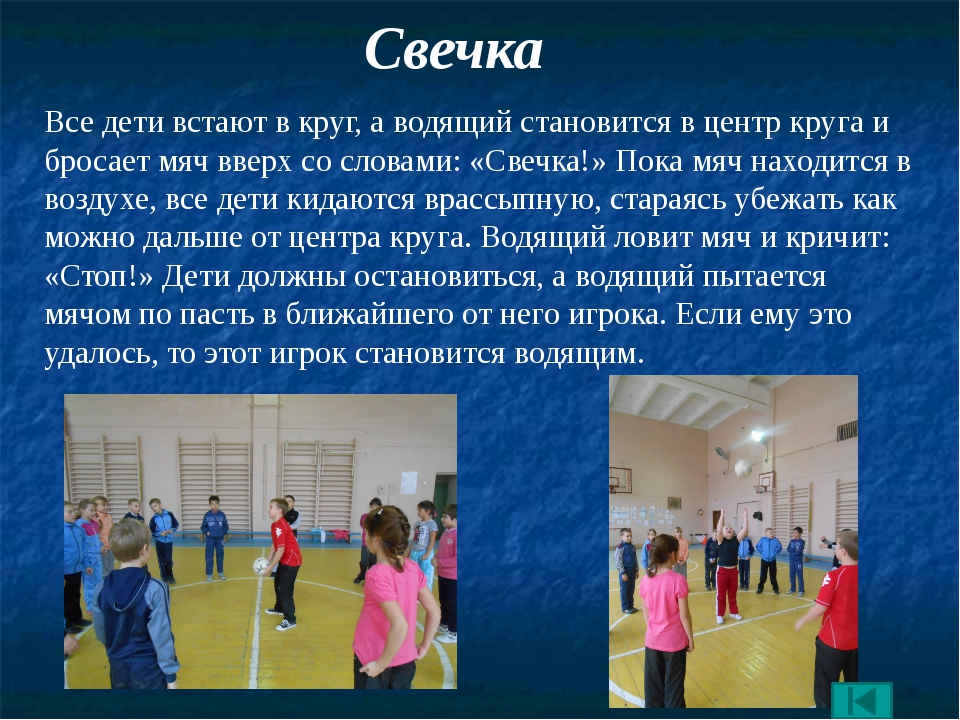 Свечка
Все дети встают в круг, а водящий становится в центр круга и
бросает мяч вверх со словами: «Свечка!» Пока мяч находится в
воздухе, все дети кидаются врассыпную, стараясь убежать как
можно дальше от центра круга. Водящий ловит мяч и кричит:
«Стоп!» Дети должны остановиться, а водящий пытается
мячом по пасть в ближайшего от него игрока. Если ему это
удалось, то этот игрок становится водящим.